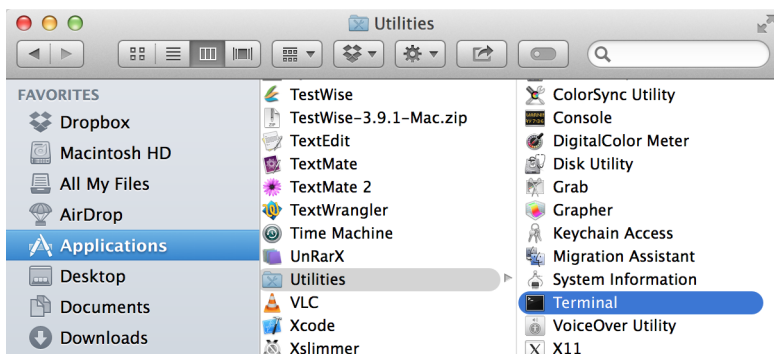 Utilities
FAVORITES
Dropbox
Macintosh HD
All My Files
AirDrop
Applications
Desktop
Documents
Downloads
TestWise
TestWise-3.9.1-Mac.zip
TextEdit
TextMate
TextMate 2
TextWrangler
Time Machine
UnRarX
Utilities
VLC
Xcode
Xslimmer
ColorSync Utility
Console
DigitalColor Meter
Disk Utility
Grab
Grapher
Keychain Access
Migration Assistant
System Information
Terminal
VoiceOver Utility
X11